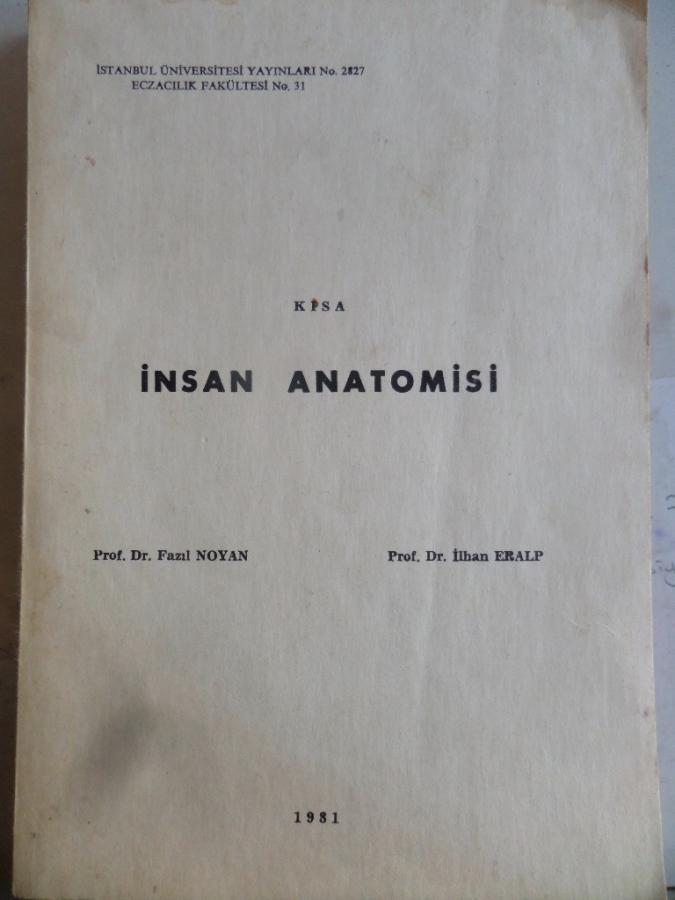 İSTANBUL ÜNİVERSİTESİ YAYINLARI No. 2827
ECZACILIK FAKÜLTESİ No. 31
KISA
İNSAN ANATOMİSİ
Prof. Dr. Fazıl NOYAN
Prof. Dr. İlhan ERALP
1981